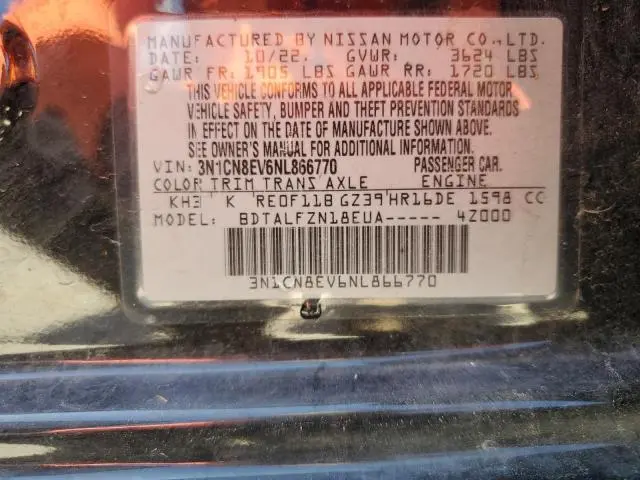 MANUFACTURED BY NISSAN MOTOR CO., LTD.
DATE: 10/22. GVWR: 3624 LBS
GAWR FR: 1905 LBS GAWR RR: 1720 LBS
THIS VEHICLE CONFORMS TO ALL APPLICABLE FEDERAL MOTOR
VEHICLE SAFETY, BUMPER AND THEFT PREVENTION STANDARDS
IN EFFECT ON THE DATE OF MANUFACTURE SHOWN ABOVE.
SEE OWNER'S MANUAL FOR ADDITIONAL INFORMATION.
VIN: 3N1CN8EV6NL866770 PASSENGER CAR.
COLOR TRIM TRANS AXLE ENGINE
KH3 K RE0F11B GZ39 HR16DE 1598 CC
MODEL: BDTALFZN18EUA----- 42000
3N1CN8EV6NL866770